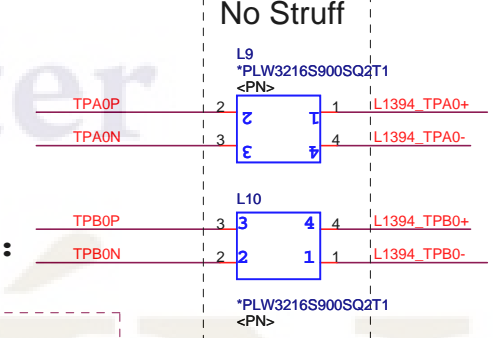 No Struff
L9
*PLW3216S900SQ2T1
<PN>
TPA0P 2 2 1 1 L1394_TPA0+
TPA0N 3 3 4 4 L1394_TPA0-
L10
TPB0P 3 3 4 4 L1394_TPB0+
TPB0N 2 2 1 1 L1394_TPB0-
:
*PLW3216S900SQ2T1
<PN>